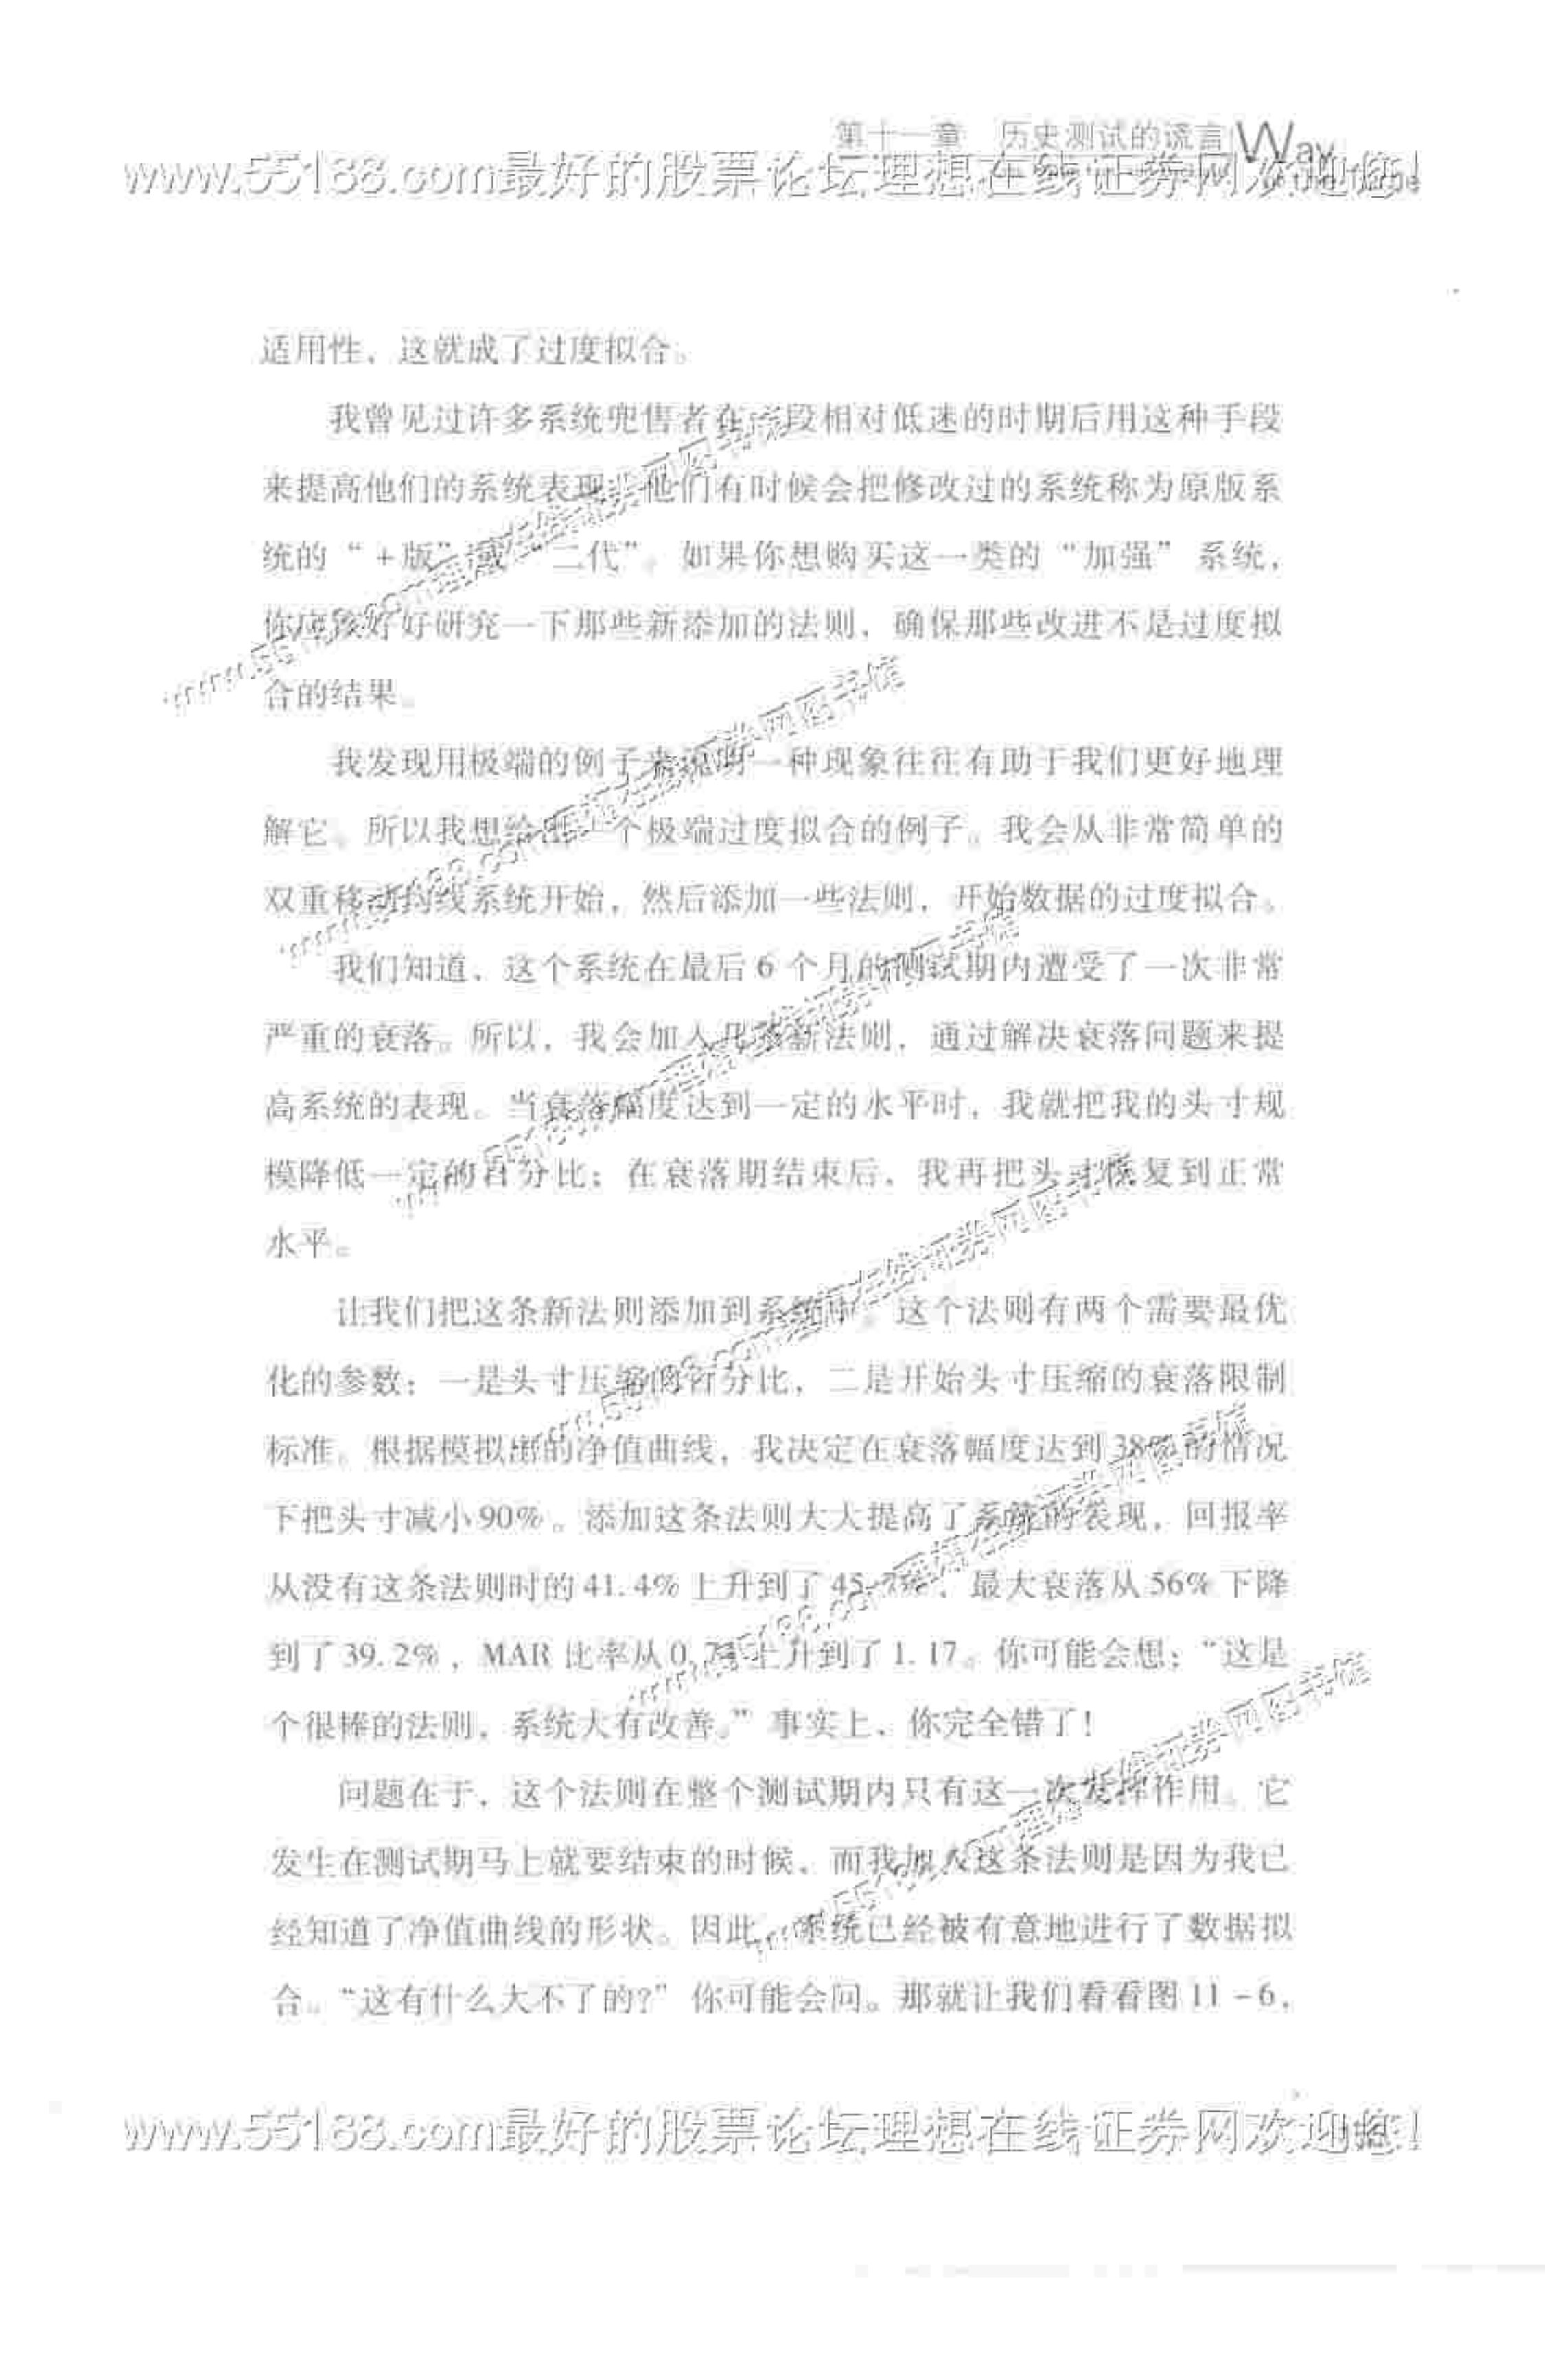 第十一章 历史测试的谎言 Way
www.55188.com最好的股票论坛理想在线证券网欢迎您!
适用性，这就成了过度拟合。
我曾见过许多系统兜售者在一段相对低迷的时期后用这种手段
来提高他们的系统表现。他们有时候会把修改过的系统称为原版系
统的“+版”或“二代”。如果你想购买这一类的“加强”系统，
你应该好好研究一下那些新添加的法则，确保那些改进不是过度拟
合的结果。
我发现用极端的例子来说明一种现象往往有助于我们更好地理
解它。所以我想给出一个极端过度拟合的例子。我会从非常简单的
双重移动均线系统开始，然后添加一些法则，开始数据的过度拟合。
我们知道，这个系统在最后6个月的测试期内遭受了一次非常
严重的衰落。所以，我会加入几条新法则，通过解决衰落问题来提
高系统的表现。当衰落幅度达到一定的水平时，我就把我的头寸规
模降低一定的百分比；在衰落期结束后，我再把头寸恢复到正常
水平。
让我们把这条新法则添加到系统中。这个法则有两个需要最优
化的参数：一是头寸压缩的百分比，二是开始头寸压缩的衰落限制
标准。根据模拟出的净值曲线，我决定在衰落幅度达到38%的情况
下把头寸减小90%。添加这条法则大大提高了系统的表现，回报率
从没有这条法则时的41.4%上升到了45.7%，最大衰落从56%下降
到了39.2%，MAR比率从0.74上升到了1.17。你可能会想：“这是
个很棒的法则，系统大有改善。”事实上，你完全错了！
问题在于，这个法则在整个测试期内只有这一次发挥作用。它
发生在测试期马上就要结束的时候，而我加入这条法则是因为我已
经知道了净值曲线的形状。因此，系统已经被有意地进行了数据拟
合。“这有什么大不了的?”你可能会问。那就让我们看看图11-6，
www.55188.com最好的股票论坛理想在线证券网欢迎您!